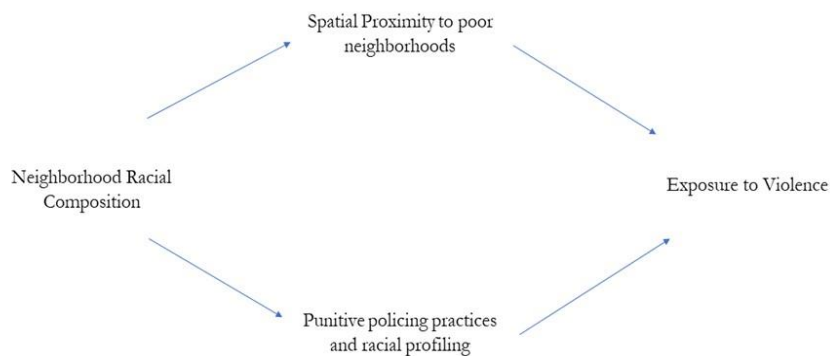 Spatial Proximity to poor
neighborhoods
Neighborhood Racial
Composition
Exposure to Violence
Punitive policing practices
and racial profiling